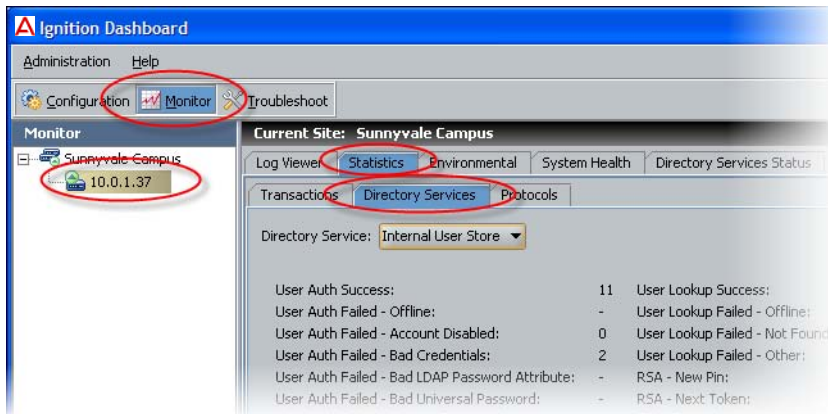 Ignition Dashboard
Administration Help
Configuration Monitor Troubleshoot
Monitor
Current Site: Sunnyvale Campus
Sunnyvale Campus
10.0.1.37
Log Viewer Statistics Environmental System Health Directory Services Status
Transactions Directory Services Protocols
Directory Service: Internal User Store
User Auth Success: 11 User Lookup Success:
User Auth Failed - Offline: - User Lookup Failed - Offline:
User Auth Failed - Account Disabled: 0 User Lookup Failed - Not Found
User Auth Failed - Bad Credentials: 2 User Lookup Failed - Other:
User Auth Failed - Bad LDAP Password Attribute: - RSA - New Pin:
User Auth Failed - Bad Universal Password: - RSA - Next Token: